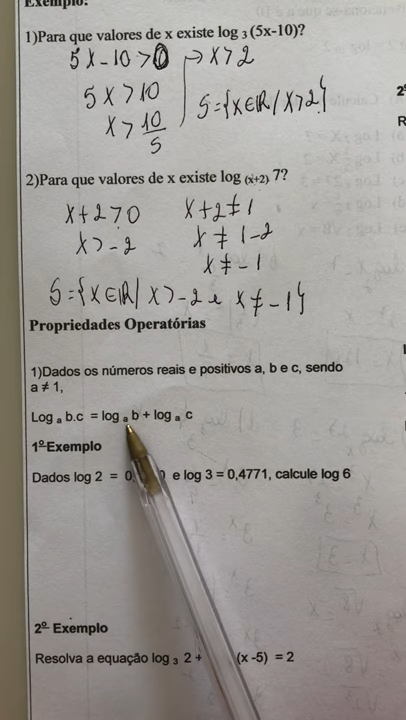 Exemplo:
1)Para que valores de x existe log 3 (5x-10)?
5X-10>0 → X>2
5X>10
X>10/5
S={X∈R/X>2}
2)Para que valores de x existe log (x+2) 7?
X+2>0 X+2≠1
X>-2 X≠1-2
X≠-1
S={X∈R/X>-2 e X≠-1}
Propriedades Operatórias
1)Dados os números reais e positivos a, b e c, sendo
a ≠ 1,
Log a b.c = log a b + log a c
1º Exemplo
Dados log 2 = 0, e log 3 = 0,4771, calcule log 6
2º Exemplo
Resolva a equação log 3 2 + (x -5) = 2